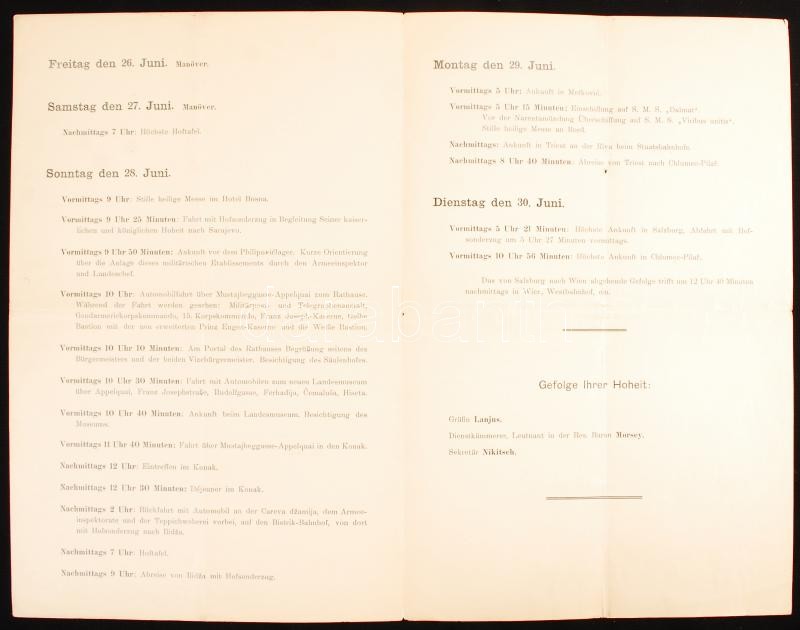 Freitag den 26. Juni. Manöver.
Samstag den 27. Juni. Manöver.
Nachmittags 7 Uhr: Höchste Hoftafel.
Sonntag den 28. Juni.
Vormittags 9 Uhr: Stille heilige Messe im Hotel Bosna.
Vormittags 9 Uhr 25 Minuten: Fahrt mit Hofsonderzug in Begleitung Seiner kaiser-
lichen und königlichen Hoheit nach Sarajevo.
Vormittags 9 Uhr 50 Minuten: Ankunft vor dem Philipovićlager. Kurze Orientierung
über die Anlage dieses militärischen Etablissements durch den Armeeinspektor
und Landeschef.
Vormittags 10 Uhr: Automobilfahrt über Mustajbeggasse-Appelquai zum Rathause.
Während der Fahrt werden gesehen: Militärpost- und Telegraphenanstalt,
Gendarmeriekorpskommando, 15. Korpskommando, Franz Joseph-Kaserne, Gelbe
Bastion mit der neu erweiterten Prinz Eugen-Kaserne und die Weiße Bastion.
Vormittags 10 Uhr 10 Minuten: Am Portal des Rathauses Begrüßung seitens des
Bürgermeisters und der beiden Vizebürgermeister. Besichtigung des Säulenhofes.
Vormittags 10 Uhr 30 Minuten: Fahrt mit Automobilen zum neuen Landesmuseum
über Appelquai, Franz Josephstraße, Rudolfgasse, Ferhadija, Čemaluša, Hiseta.
Vormittags 10 Uhr 40 Minuten: Ankunft beim Landesmuseum. Besichtigung des
Museums.
Vormittags 11 Uhr 40 Minuten: Fahrt über Mustajbeggasse-Appelquai in den Konak.
Nachmittags 12 Uhr: Eintreffen im Konak.
Nachmittags 12 Uhr 30 Minuten: Déjeuner im Konak.
Nachmittags 2 Uhr: Rückfahrt mit Automobil an der Careva džamija, dem Armee-
inspektorate und der Teppichweberei vorbei, auf den Bistrik-Bahnhof, von dort
mit Hofsonderzug nach Ilidža.
Nachmittags 7 Uhr: Hoftafel.
Nachmittags 9 Uhr: Abreise von Ilidža mit Hofsonderzug.
Montag den 29. Juni.
Vormittags 5 Uhr: Ankunft in Metković.
Vormittags 5 Uhr 15 Minuten: Einschiffung auf S. M. S. „Dalmat“.
Vor der Narentamündung Überschiffung auf S. M. S. „Viribus unitis“.
Stille heilige Messe an Bord.
Nachmittags: Ankunft in Triest an der Riva beim Staatsbahnhofe.
Nachmittags 8 Uhr 40 Minuten: Abreise von Triest nach Chlumec-Pilař.
Dienstag den 30. Juni.
Vormittags 5 Uhr 21 Minuten: Höchste Ankunft in Salzburg, Abfahrt mit Hof-
sonderzug um 5 Uhr 27 Minuten vormittags.
Vormittags 10 Uhr 56 Minuten: Höchste Ankunft in Chlumec-Pilař.
Das von Salzburg nach Wien abgehende Gefolge trifft um 12 Uhr 40 Minuten
nachmittags in Wien, Westbahnhof, ein.
Gefolge Ihrer Hoheit:
Gräfin Lanjus.
Dienstkämmerer, Leutnant in der Res. Baron Morsey.
Sekretär Nikitsch.